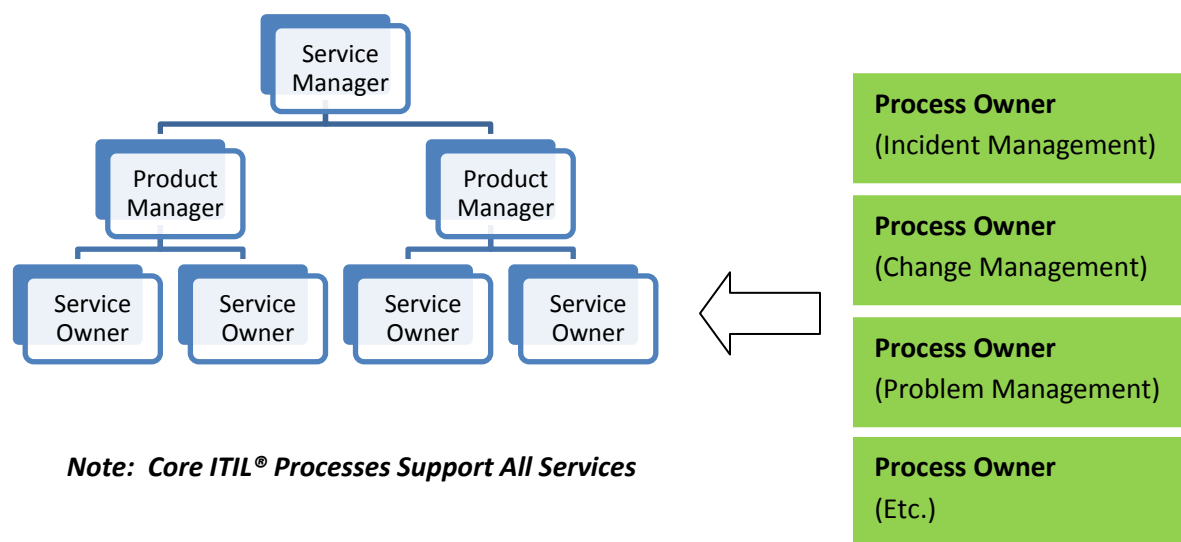 Service
Manager
Product
Manager
Product
Manager
Service
Owner
Service
Owner
Service
Owner
Service
Owner
Note: Core ITIL® Processes Support All Services
Process Owner
(Incident Management)
Process Owner
(Change Management)
Process Owner
(Problem Management)
Process Owner
(Etc.)